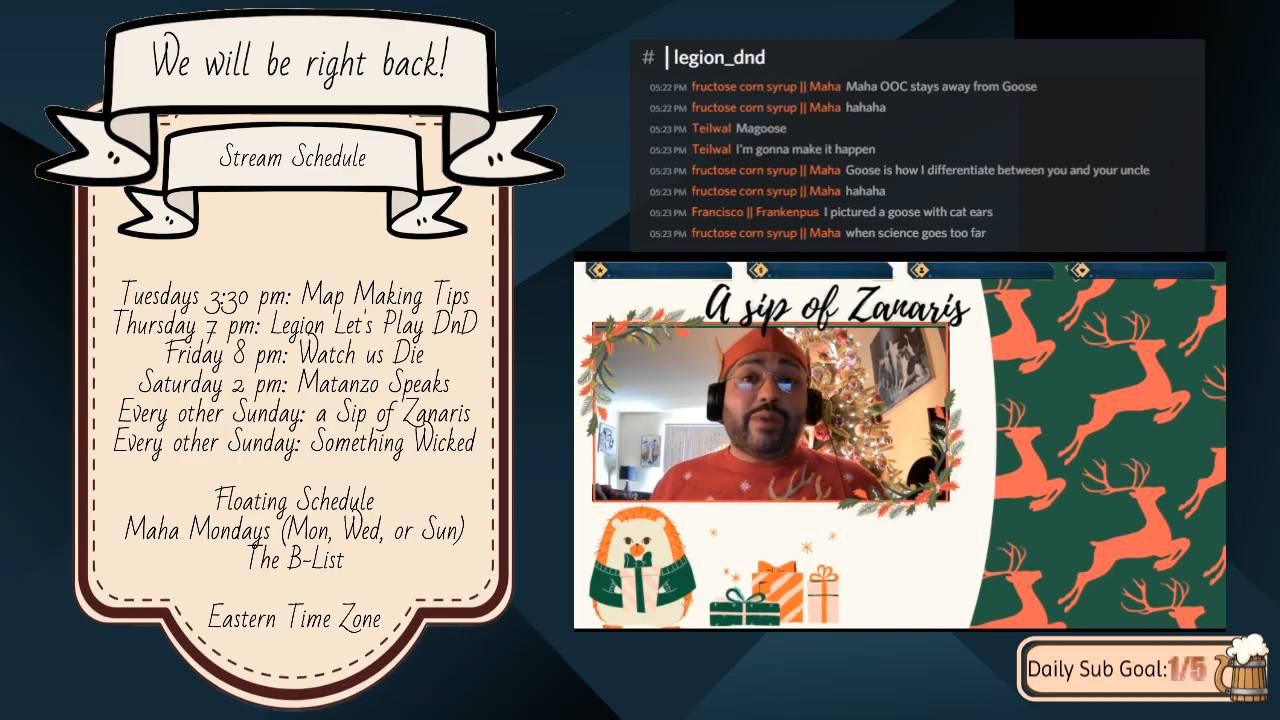 We will be right back!
Stream Schedule
Tuesdays 3:30 pm: Map Making Tips
Thursday 7 pm: Legion Let's Play DnD
Friday 8 pm: Watch us Die
Saturday 2 pm: Matanzo Speaks
Every other Sunday: a Sip of Zanaris
Every other Sunday: Something Wicked
Floating Schedule
Maha Mondays (Mon, Wed, or Sun)
The B-List
Eastern Time Zone
# | legion_dnd
05:22 PM fructose corn syrup || Maha Maha OOC stays away from Goose
05:22 PM fructose corn syrup || Maha hahaha
05:23 PM Teilwal Magoose
05:23 PM Teilwal I'm gonna make it happen
05:23 PM fructose corn syrup || Maha Goose is how I differentiate between you and your uncle
05:23 PM fructose corn syrup || Maha hahaha
05:23 PM Francisco || Frankenpus I pictured a goose with cat ears
05:23 PM fructose corn syrup || Maha when science goes too far
A sip of Zanaris
Daily Sub Goal: 1/5